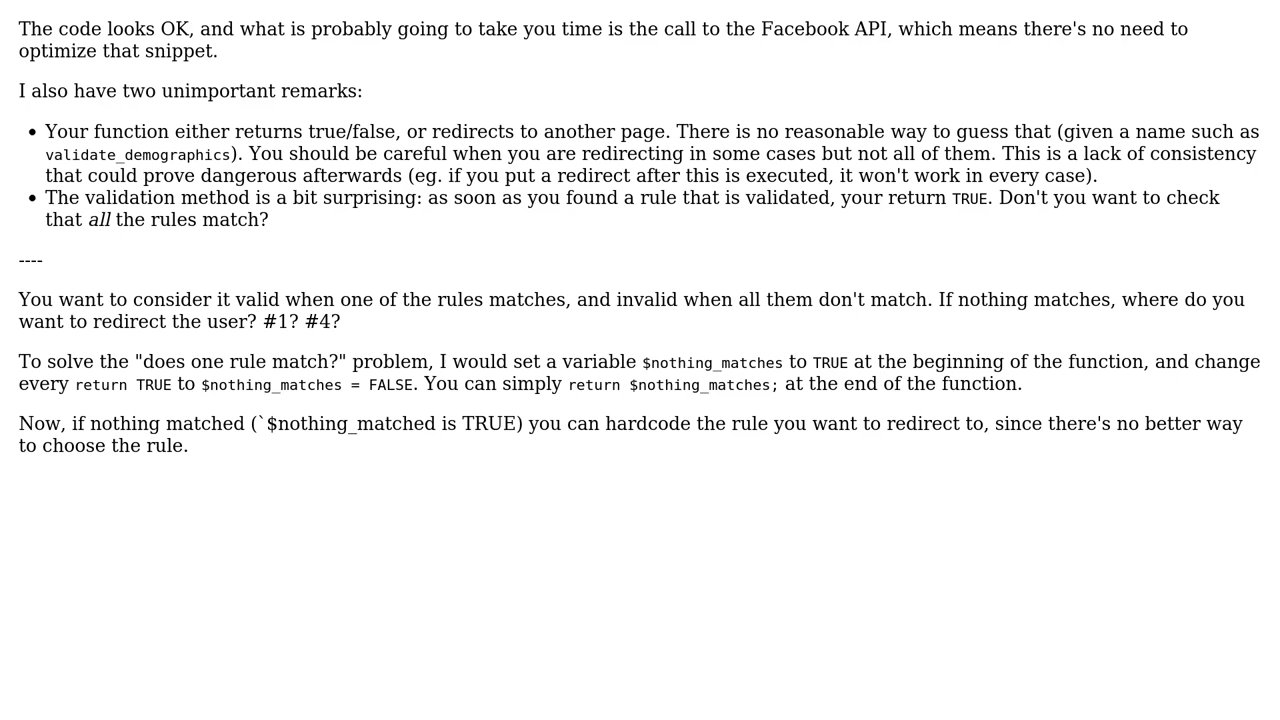 The code looks OK, and what is probably going to take you time is the call to the Facebook API, which means there's no need to
optimize that snippet.
I also have two unimportant remarks:
• Your function either returns true/false, or redirects to another page. There is no reasonable way to guess that (given a name such as
validate_demographics). You should be careful when you are redirecting in some cases but not all of them. This is a lack of consistency
that could prove dangerous afterwards (eg. if you put a redirect after this is executed, it won't work in every case).
• The validation method is a bit surprising: as soon as you found a rule that is validated, your return TRUE. Don't you want to check
that all the rules match?
----
You want to consider it valid when one of the rules matches, and invalid when all them don't match. If nothing matches, where do you
want to redirect the user? #1? #4?
To solve the "does one rule match?" problem, I would set a variable $nothing_matches to TRUE at the beginning of the function, and change
every return TRUE to $nothing_matches = FALSE. You can simply return $nothing_matches; at the end of the function.
Now, if nothing matched (`$nothing_matched is TRUE) you can hardcode the rule you want to redirect to, since there's no better way
to choose the rule.